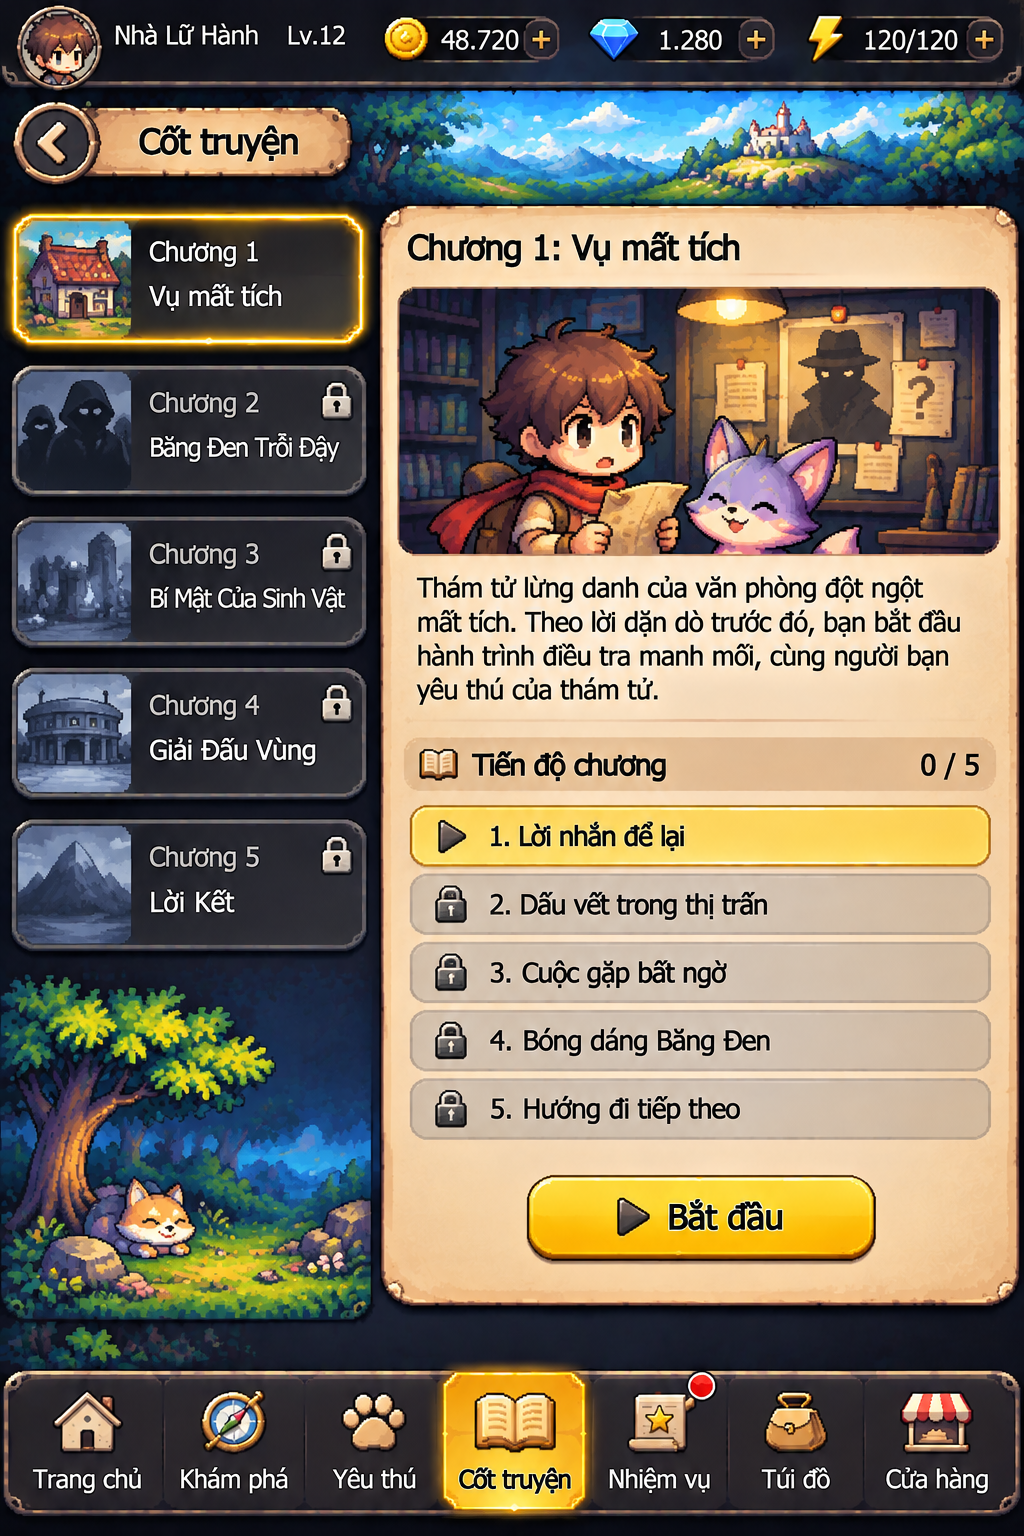 Nhà Lữ Hành Lv.12 48.720 + 1.280 + 120/120 +
Cốt truyện
Chương 1
Vụ mất tích
Chương 2
Băng Đen Trỗi Đậy
Chương 3
Bí Mật Của Sinh Vật
Chương 4
Giải Đấu Vùng
Chương 5
Lời Kết
Chương 1: Vụ mất tích
?
Thám tử lừng danh của văn phòng đột ngột
mất tích. Theo lời dặn dò trước đó, bạn bắt đầu
hành trình điều tra manh mối, cùng người bạn
yêu thú của thám tử.
Tiến độ chương 0 / 5
1. Lời nhắn để lại
2. Dấu vết trong thị trấn
3. Cuộc gặp bất ngờ
4. Bóng dáng Băng Đen
5. Hướng đi tiếp theo
Bắt đầu
Trang chủ
Khám phá
Yêu thú
Cốt truyện
Nhiệm vụ
Túi đồ
Cửa hàng